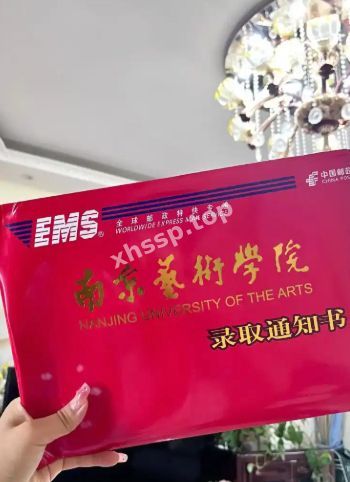 EMS
全球邮政特快专递
WORLDWIDE EXPRESS MAIL SERVICE
中国邮政
CHINA POST
xhssp.top
南京藝術學院
NANJING UNIVERSITY OF THE ARTS
录取通知书